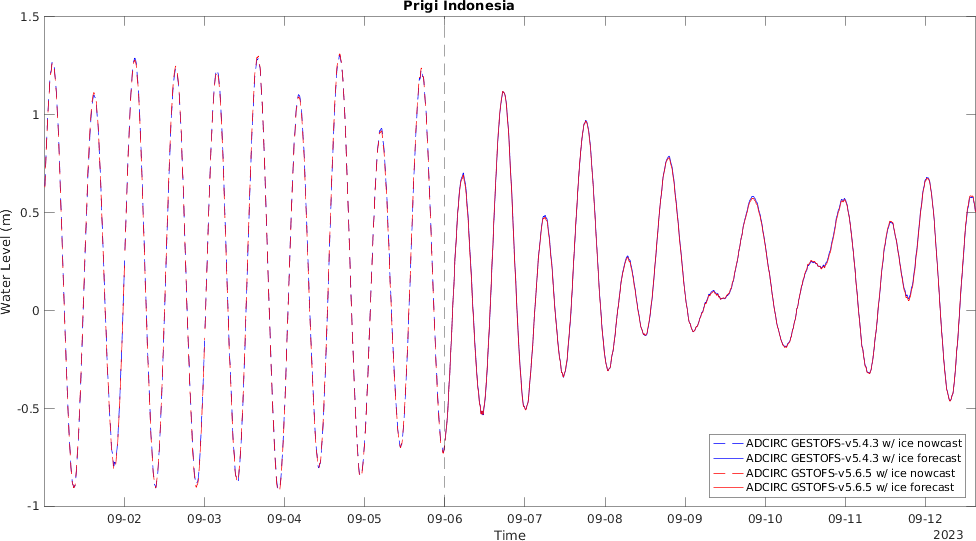 Prigi Indonesia
Water Level (m)
1.5
1
0.5
0
-0.5
-1
09-02 09-03 09-04 09-05 09-06 09-07 09-08 09-09 09-10 09-11 09-12
Time
2023
ADCIRC GESTOFS-v5.4.3 w/ ice nowcast
ADCIRC GESTOFS-v5.4.3 w/ ice forecast
ADCIRC GSTOFS-v5.6.5 w/ ice nowcast
ADCIRC GSTOFS-v5.6.5 w/ ice forecast